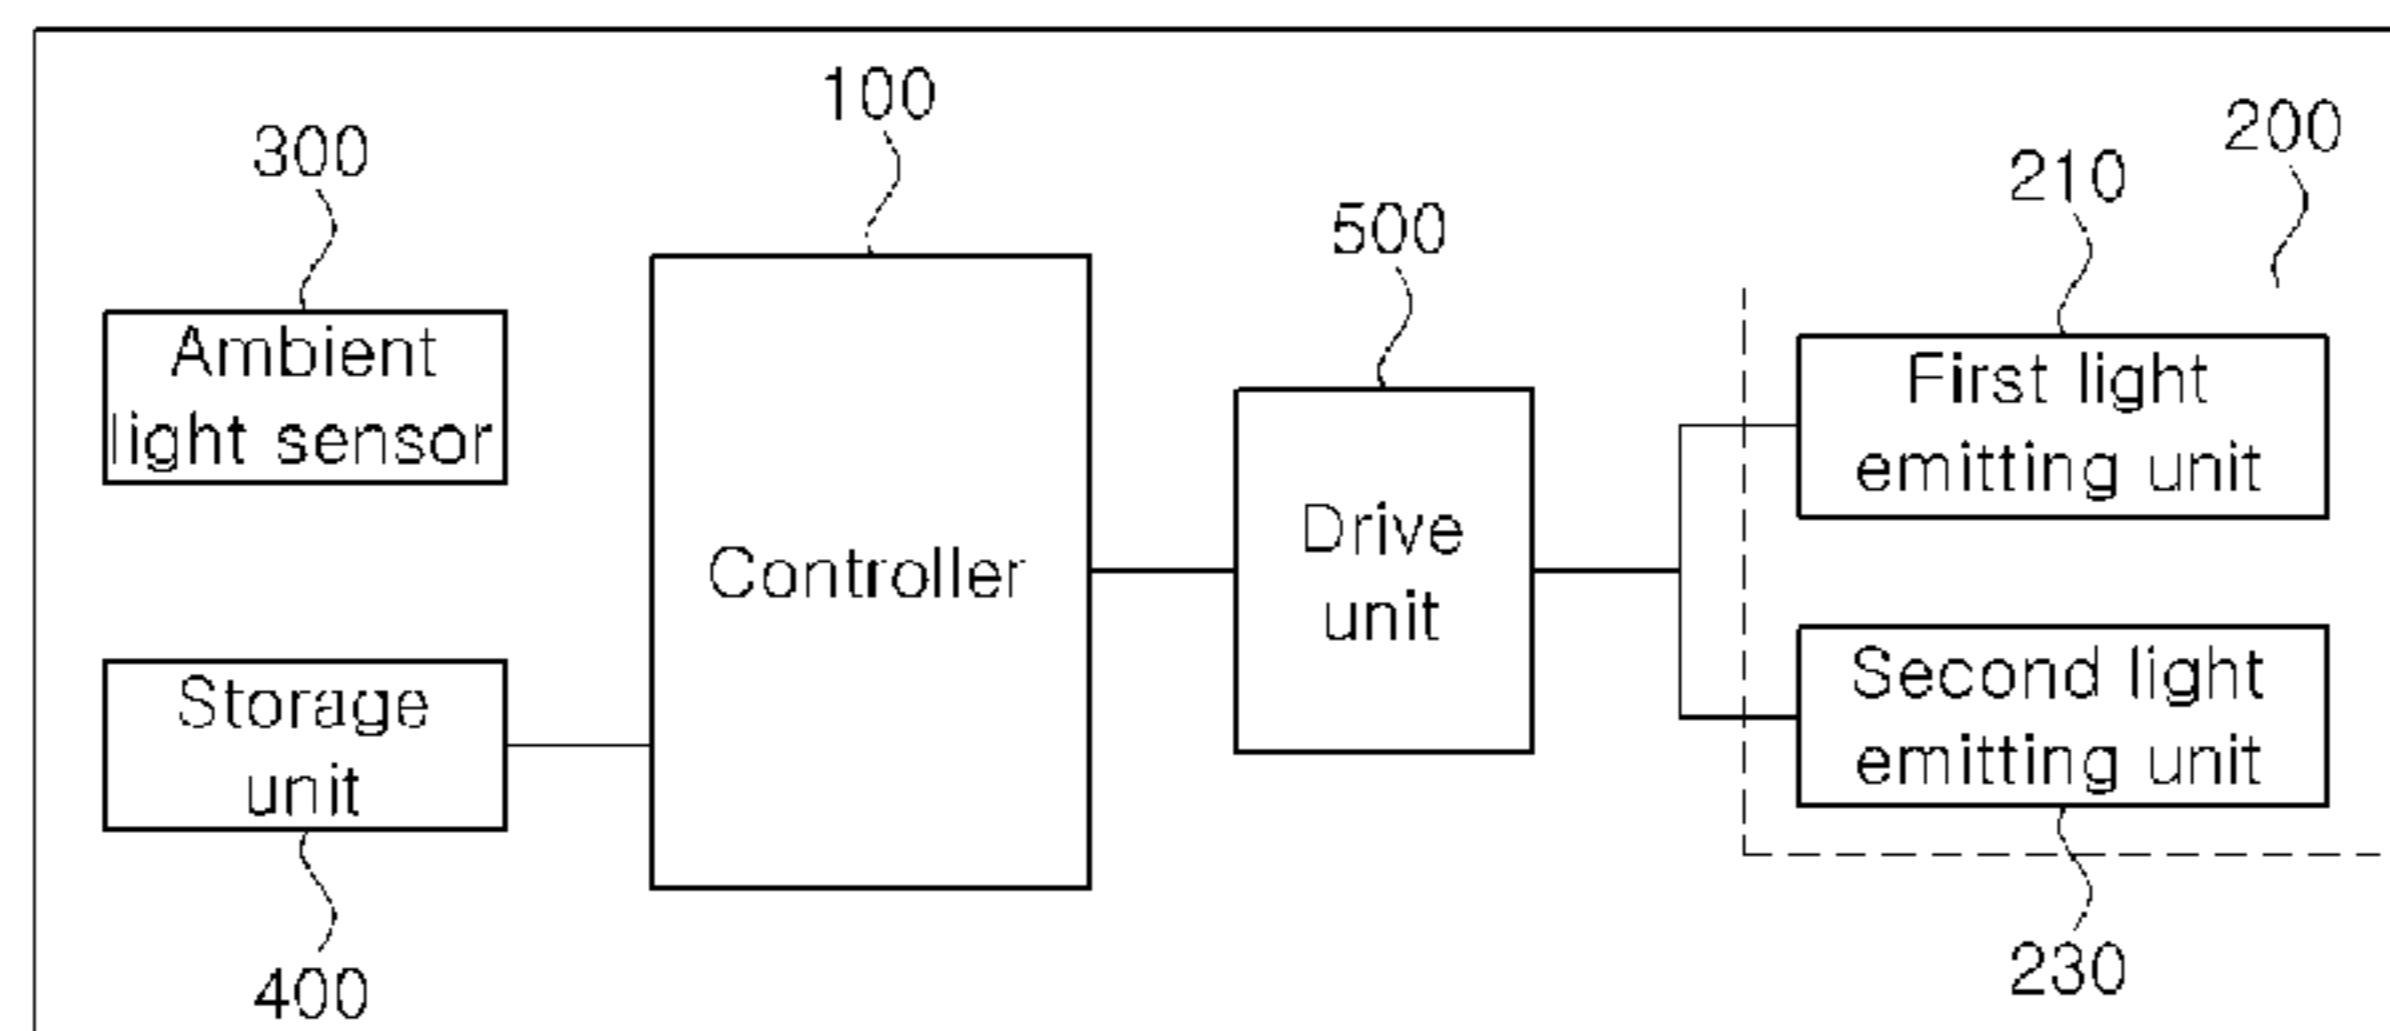 100
300
200
210
500
Ambient
light sensor
First light
emitting unit
Controller
Drive
unit
Storage
unit
Second light
emitting unit
400
230